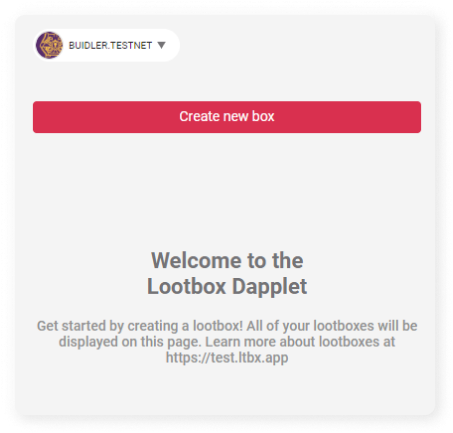 BUIDLER.TESTNET
Create new box
Welcome to the
Lootbox Dapplet
Get started by creating a lootbox! All of your lootboxes will be
displayed on this page. Learn more about lootboxes at
https://test.ltbx.app